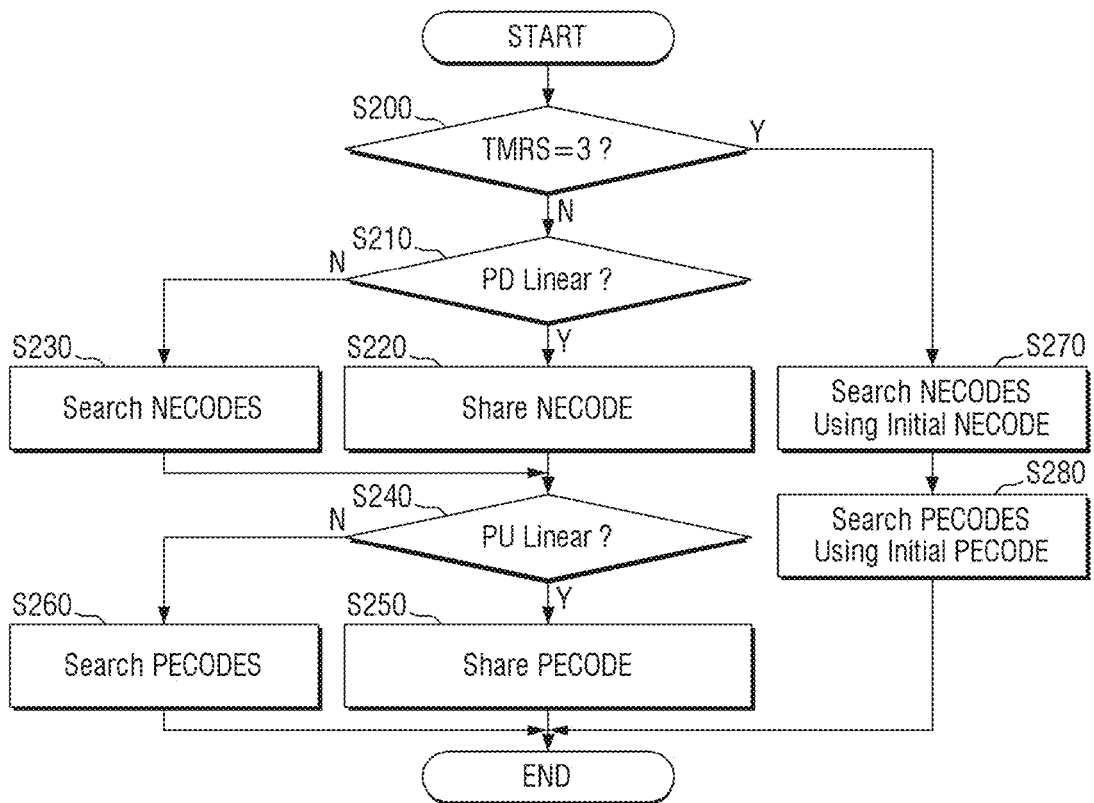 START
S200
TMRS=3 ?
Y
N
S210
PD Linear ?
N
Y
S230
Search NECODES
S220
Share NECODE
S270
Search NECODES
Using Initial NECODE
S240
PU Linear ?
N
Y
S280
Search PECODES
Using Initial PECODE
S260
Search PECODES
S250
Share PECODE
END